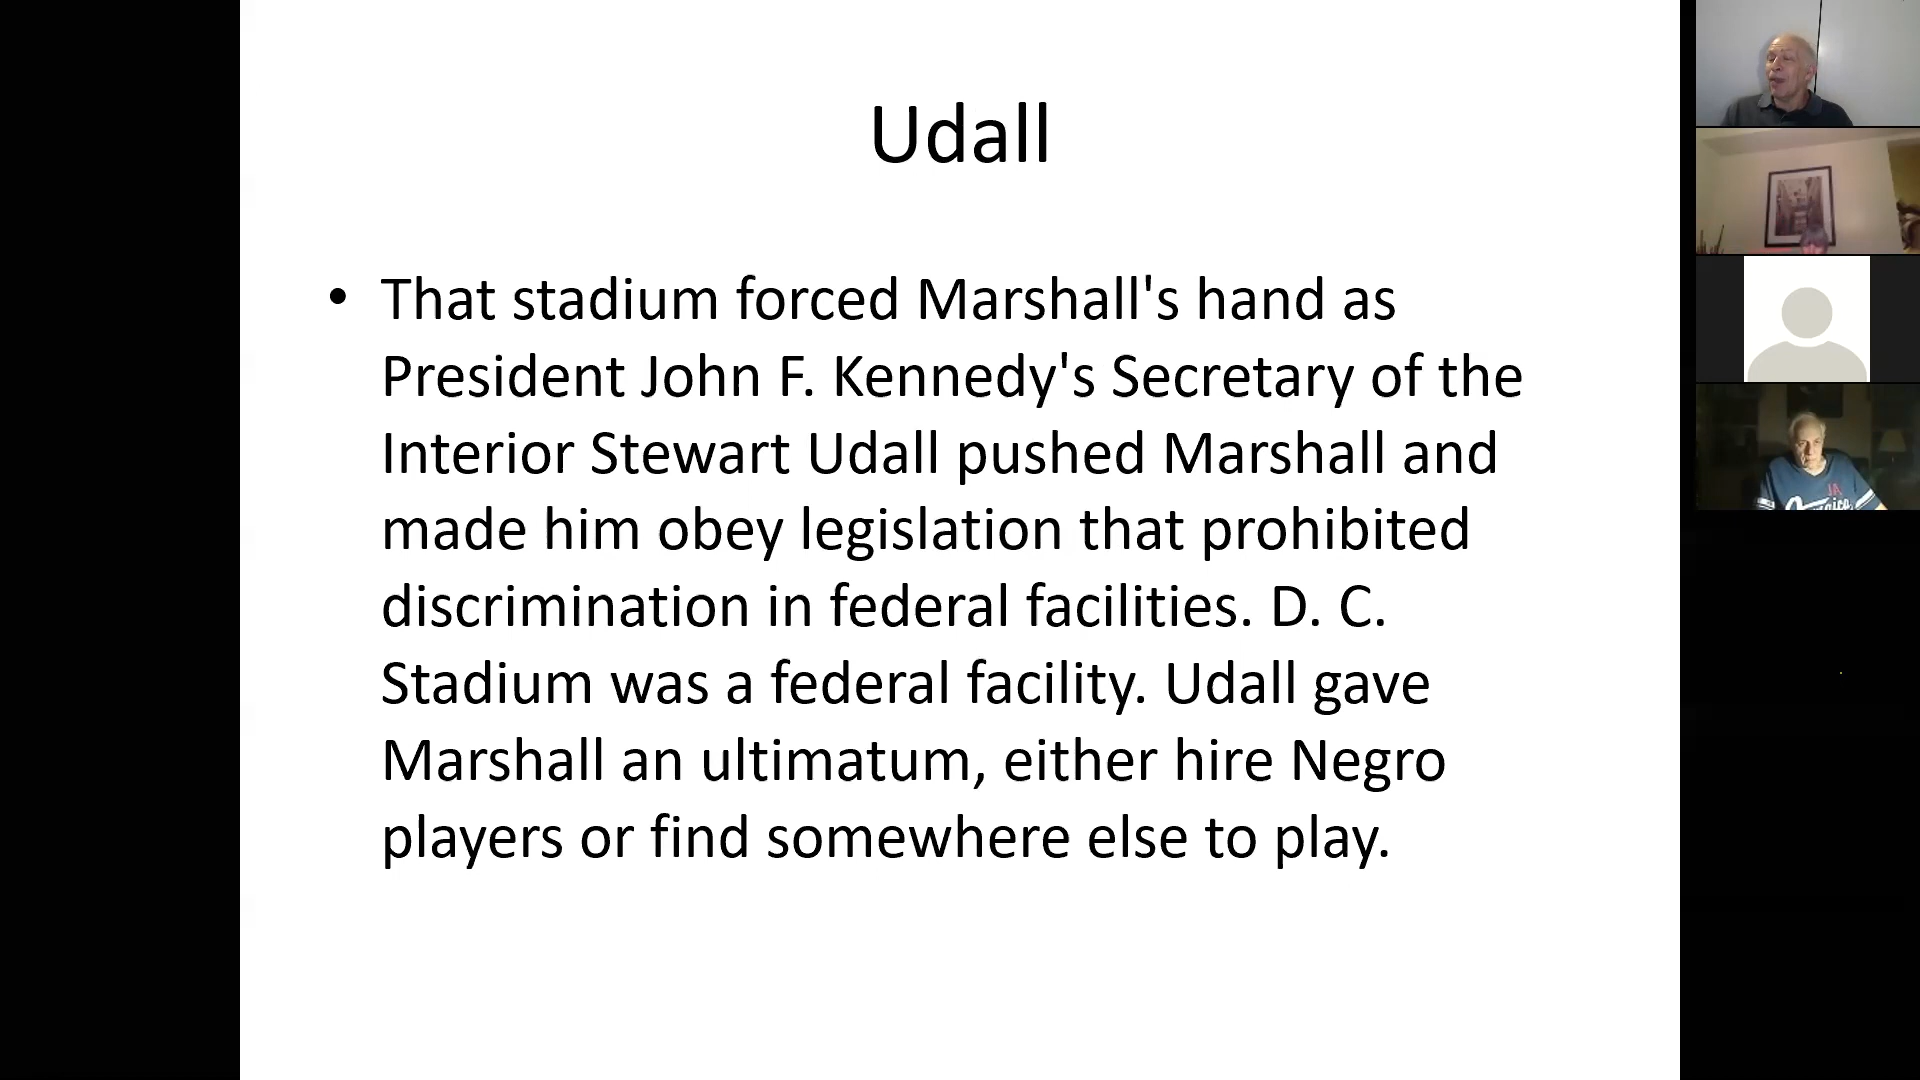 Udall
• That stadium forced Marshall's hand as
President John F. Kennedy's Secretary of the
Interior Stewart Udall pushed Marshall and
made him obey legislation that prohibited
discrimination in federal facilities. D. C.
Stadium was a federal facility. Udall gave
Marshall an ultimatum, either hire Negro
players or find somewhere else to play.